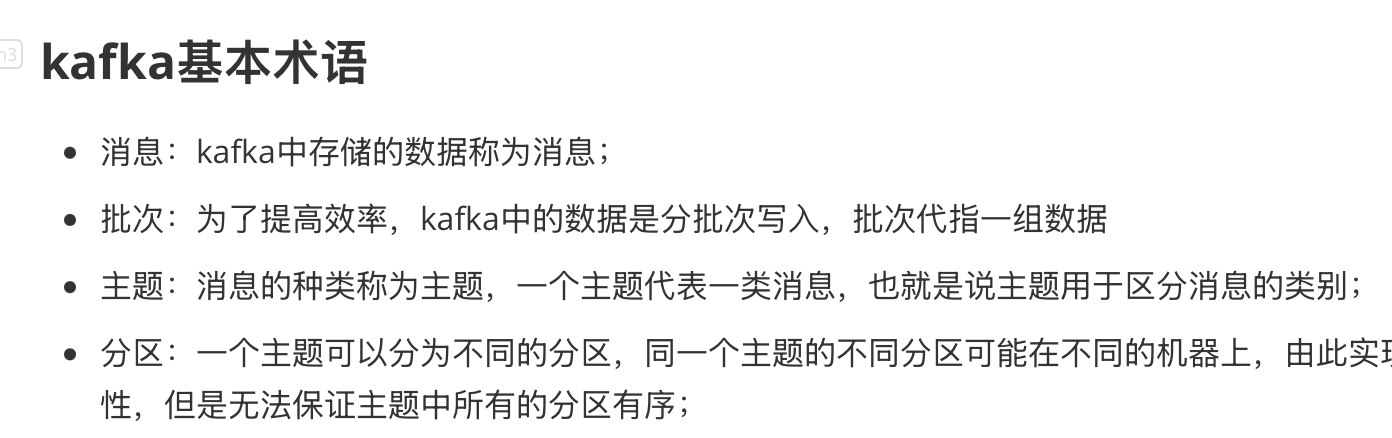 h3
kafka基本术语
消息：kafka中存储的数据称为消息；
批次：为了提高效率，kafka中的数据是分批次写入，批次代指一组数据
主题：消息的种类称为主题，一个主题代表一类消息，也就是说主题用于区分消息的类别；
分区：一个主题可以分为不同的分区，同一个主题的不同分区可能在不同的机器上，由此实
性，但是无法保证主题中所有的分区有序；